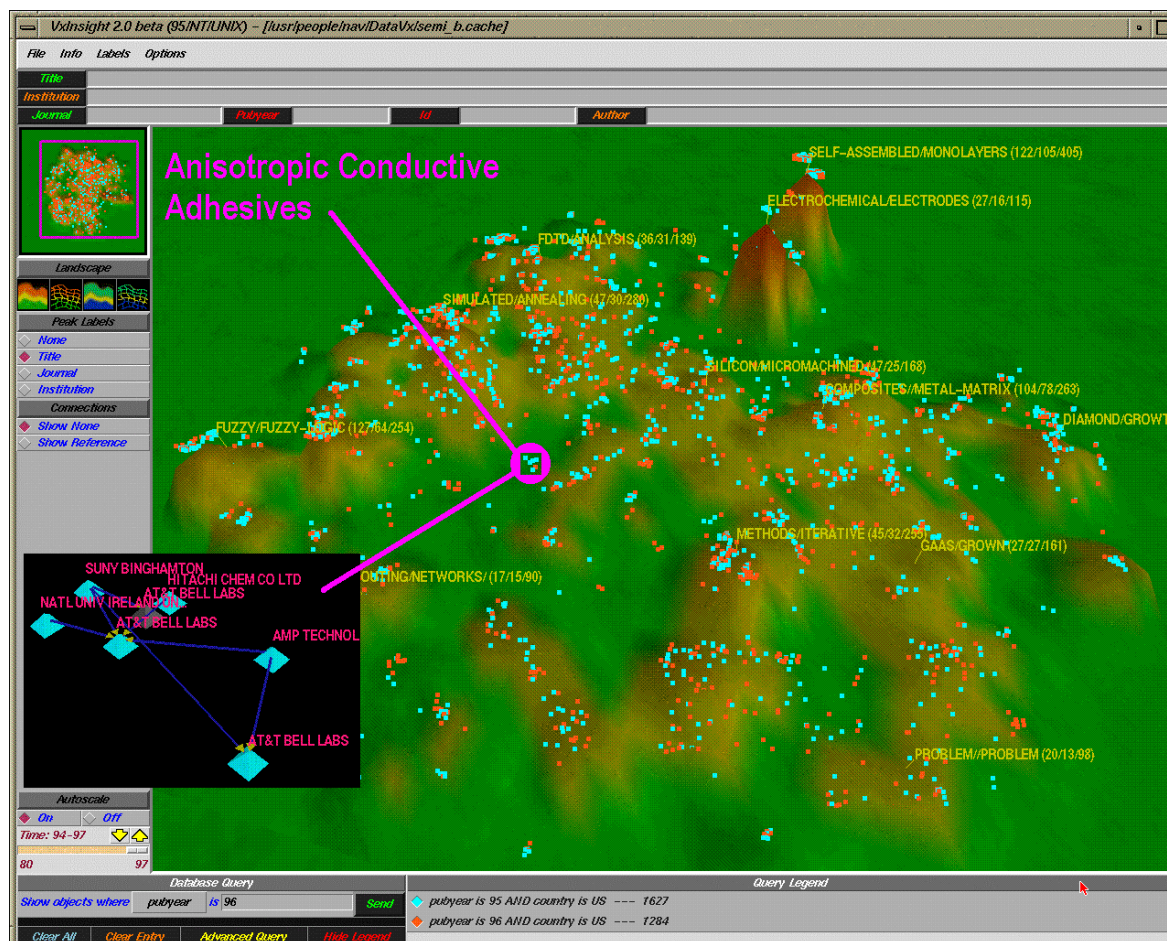 VxInsight 2.0 beta (95/NT/UNIX) - [/usr/people/nav/DataVx/semi_b.cache]
File Info Labels Options
Title
Institution
Journal Pubyear Id Author
Anisotropic Conductive
Adhesives
SELF-ASSEMBLED/MONOLAYERS (122/105/405)
ELECTROCHEMICAL/ELECTRODES (27/16/115)
FDTD/ANALYSIS (36/31/139)
SIMULATED/ANNEALING (47/30/280)
SILICON/MICROMACHINED (47/25/168)
COMPOSITES//METAL-MATRIX (104/78/263)
DIAMOND/GROWT
FUZZY/FUZZY-LOGIC (127/64/254)
METHODS/ITERATIVE (45/32/255)
GAAS/GROWN (27/27/161)
OUTING/NETWORKS/ (17/15/90)
PROBLEM//PROBLEM (20/13/98)
Landscape
Peak Labels
None
Title
Journal
Institution
Connections
Show None
Show Reference
SUNY BINGHAMTON
HITACHI CHEM CO LTD
AT&T BELL LABS
NATL UNIV IRELAND
AT&T BELL LABS
AMP TECHNOL
AT&T BELL LABS
Autoscale
On Off
Time: 94-97
80 97
Database Query
Show objects where pubyear is 96 Send
Clear All Clear Entry Advanced Query Hide Legend
Query Legend
pubyear is 95 AND country is US --- 1627
pubyear is 96 AND country is US --- 1284